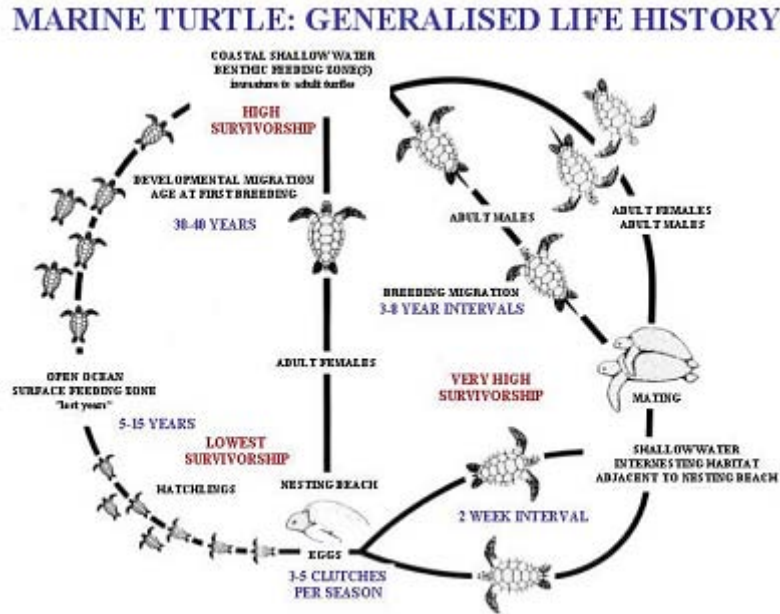 MARINE TURTLE: GENERALISED LIFE HISTORY
COASTAL SHALLOW WATER
BENTHIC FEEDING ZONE(S)
immature to adult turtles
HIGH
SURVIVORSHIP
DEVELOPMENTAL MIGRATION
AGE AT FIRST BREEDING
30-40 YEARS
ADULT MALES
ADULT FEMALES
ADULT MALES
BREEDING MIGRATION
3-8 YEAR INTERVALS
OPEN OCEAN
SURFACE FEEDING ZONE
"lost years"
5-15 YEARS
ADULT FEMALES
VERY HIGH
SURVIVORSHIP
MATING
LOWEST
SURVIVORSHIP
HATCHLINGS
NESTING BEACH
SHALLOW WATER
INTERNESTING HABITAT
ADJACENT TO NESTING BEACH
2 WEEK INTERVAL
EGGS
3-5 CLUTCHES
PER SEASON